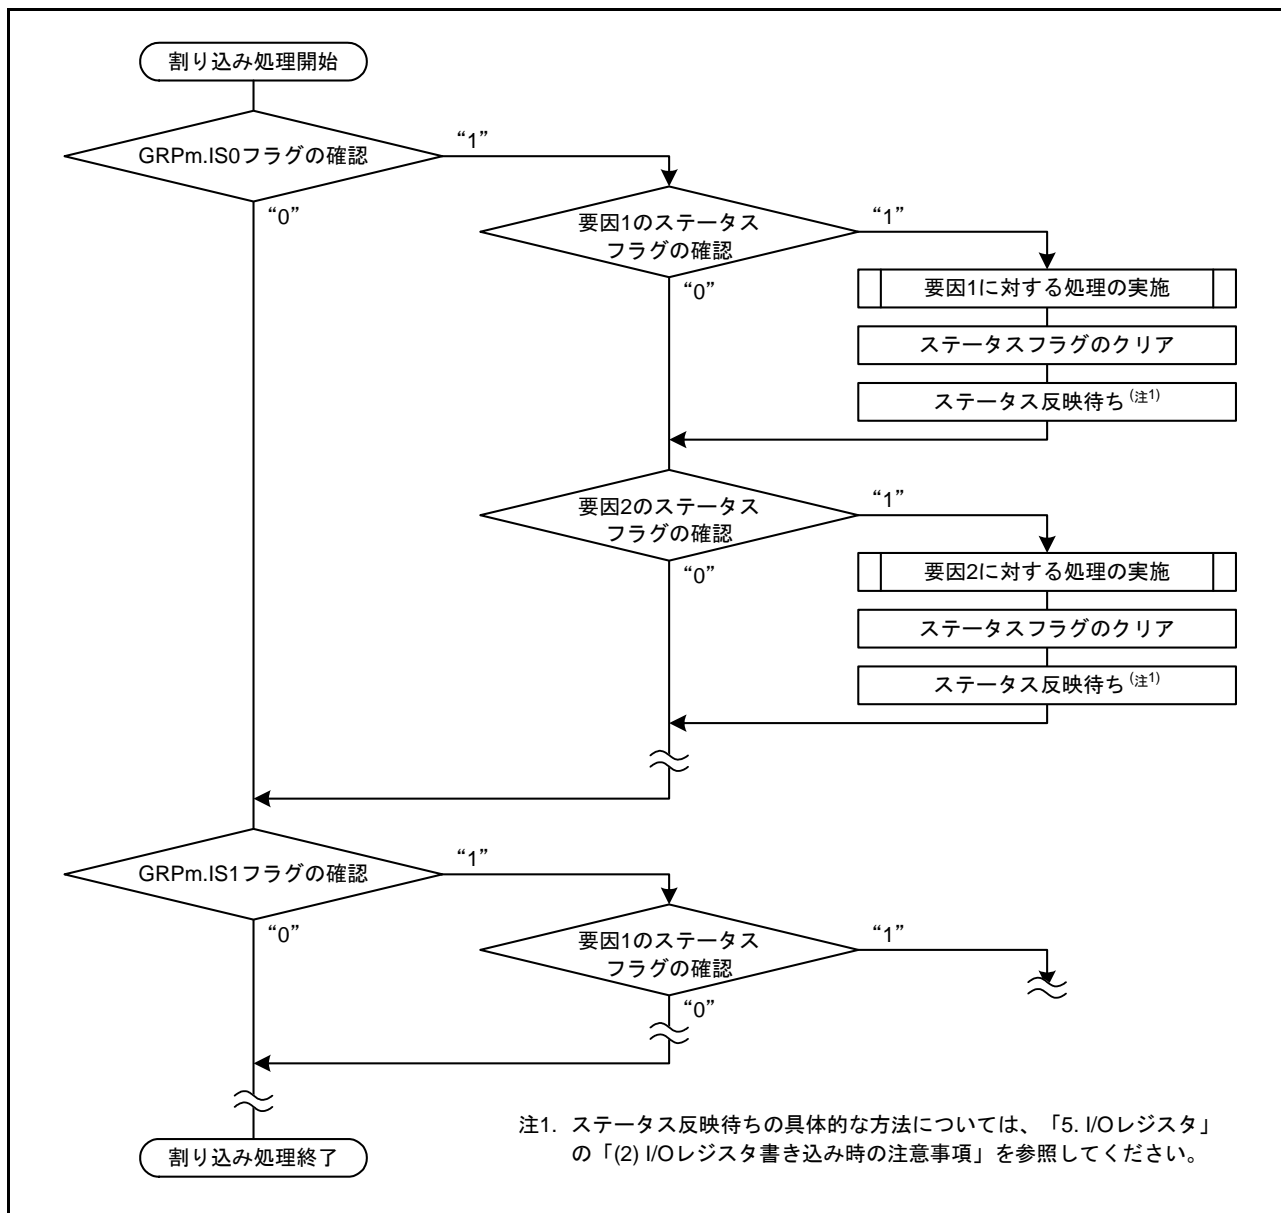 割り込み処理開始
GRPm.IS0フラグの確認
“1”
“0”
要因1のステータス
フラグの確認
“1”
“0”
要因1に対する処理の実施
ステータスフラグのクリア
ステータス反映待ち(注1)
要因2のステータス
フラグの確認
“1”
“0”
要因2に対する処理の実施
ステータスフラグのクリア
ステータス反映待ち(注1)
GRPm.IS1フラグの確認
“1”
“0”
要因1のステータス
フラグの確認
“1”
“0”
割り込み処理終了
注1. ステータス反映待ちの具体的な方法については、「5. I/Oレジスタ」
の「(2) I/Oレジスタ書き込み時の注意事項」を参照してください。